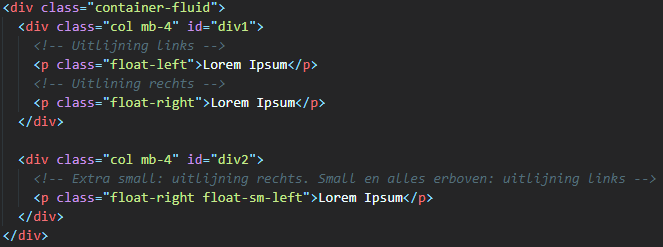 <div class="container-fluid">
  <div class="col mb-4" id="div1">
    <!-- Uitlijning links -->
    <p class="float-left">Lorem Ipsum</p>
    <!-- Uitlining rechts -->
    <p class="float-right">Lorem Ipsum</p>
  </div>

  <div class="col mb-4" id="div2">
    <!-- Extra small: uitlijning rechts. Small en alles erboven: uitlijning links -->
    <p class="float-right float-sm-left">Lorem Ipsum</p>
  </div>
</div>